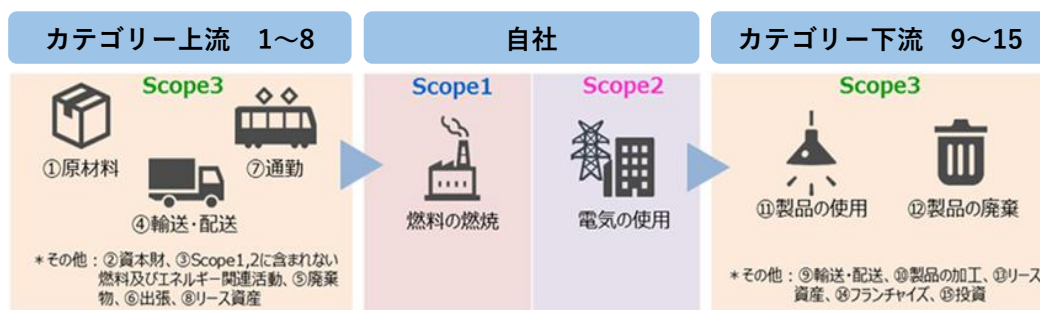 カテゴリー上流　1～8
自社
カテゴリー下流　9～15
Scope3
①原材料
⑦通勤
④輸送・配送
＊その他：②資本財、③Scope1,2に含まれない
燃料及びエネルギー関連活動、⑤廃棄
物、⑥出張、⑧リース資産
Scope1
燃料の燃焼
Scope2
電気の使用
Scope3
⑪製品の使用
⑫製品の廃棄
＊その他：⑨輸送・配送、⑩製品の加工、⑬リース
資産、⑭フランチャイズ、⑮投資